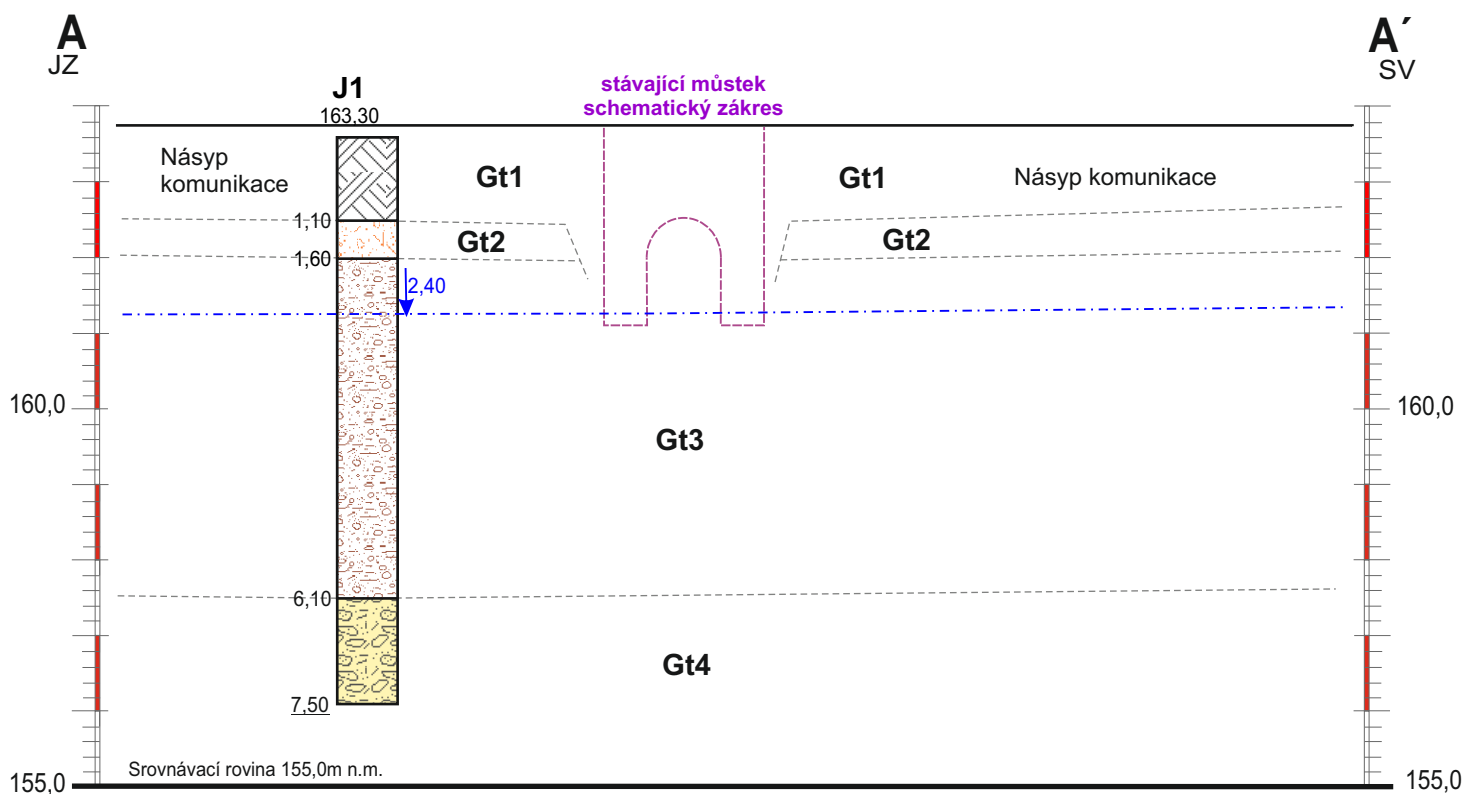 A
JZ
A´
SV
J1
163,30
stávající můstek
schematický zákres
Násyp
komunikace
Gt1
Gt1
Násyp komunikace
1,10
Gt2
Gt2
1,60
2,40
160,0
160,0
Gt3
6,10
Gt4
7,50
Srovnávací rovina 155,0m n.m.
155,0
155,0